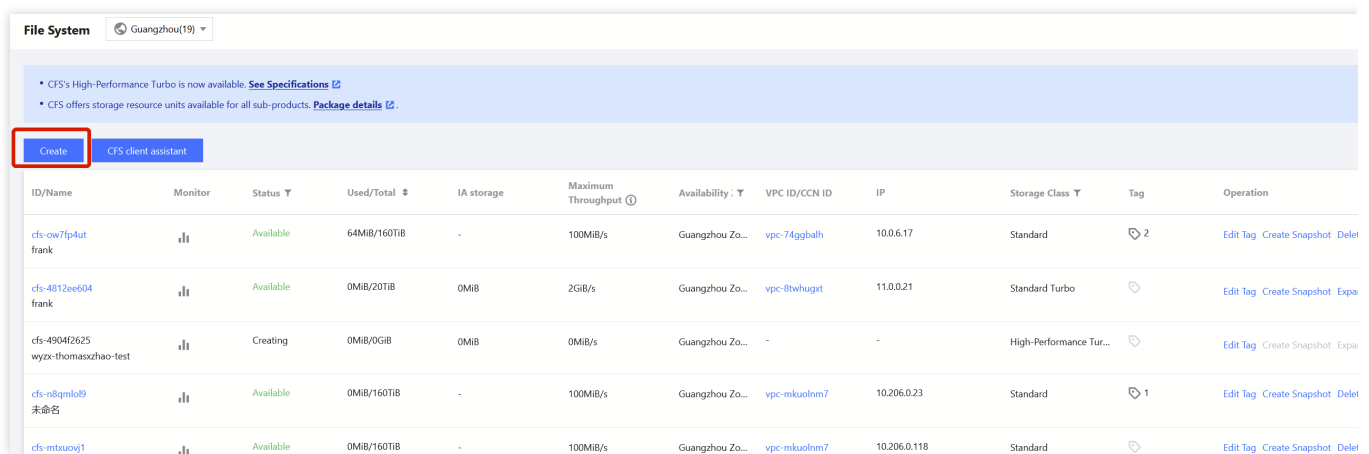 File System Guangzhou(19)
• CFS's High-Performance Turbo is now available. See Specifications
• CFS offers storage resource units available for all sub-products. Package details .
Create CFS client assistant
ID/Name Monitor Status Used/Total IA storage Maximum Throughput Availability VPC ID/CCN ID IP Storage Class Tag Operation
cfs-ow7fp4ut Available 64MiB/160TiB - 100MiB/s Guangzhou Zo... vpc-74ggbalh 10.0.6.17 Standard 2 Edit Tag Create Snapshot Delet
frank
cfs-4812ee604 Available 0MiB/20TiB 0MiB 2GiB/s Guangzhou Zo... vpc-8twhugxt 11.0.0.21 Standard Turbo Edit Tag Create Snapshot Expa
frank
cfs-4904f2625 Creating 0MiB/0GiB 0MiB 0MiB/s Guangzhou Zo... - - High-Performance Tur... Edit Tag Create Snapshot Expa
wyzx-thomasxzhao-test
cfs-n8qmlol9 Available 0MiB/160TiB - 100MiB/s Guangzhou Zo... vpc-mkuolnm7 10.206.0.23 Standard 1 Edit Tag Create Snapshot Delet
未命名
cfs-mtxuovj1 Available 0MiB/160TiB - 100MiB/s Guangzhou Zo... vpc-mkuolnm7 10.206.0.118 Standard Edit Tag Create Snapshot Delet